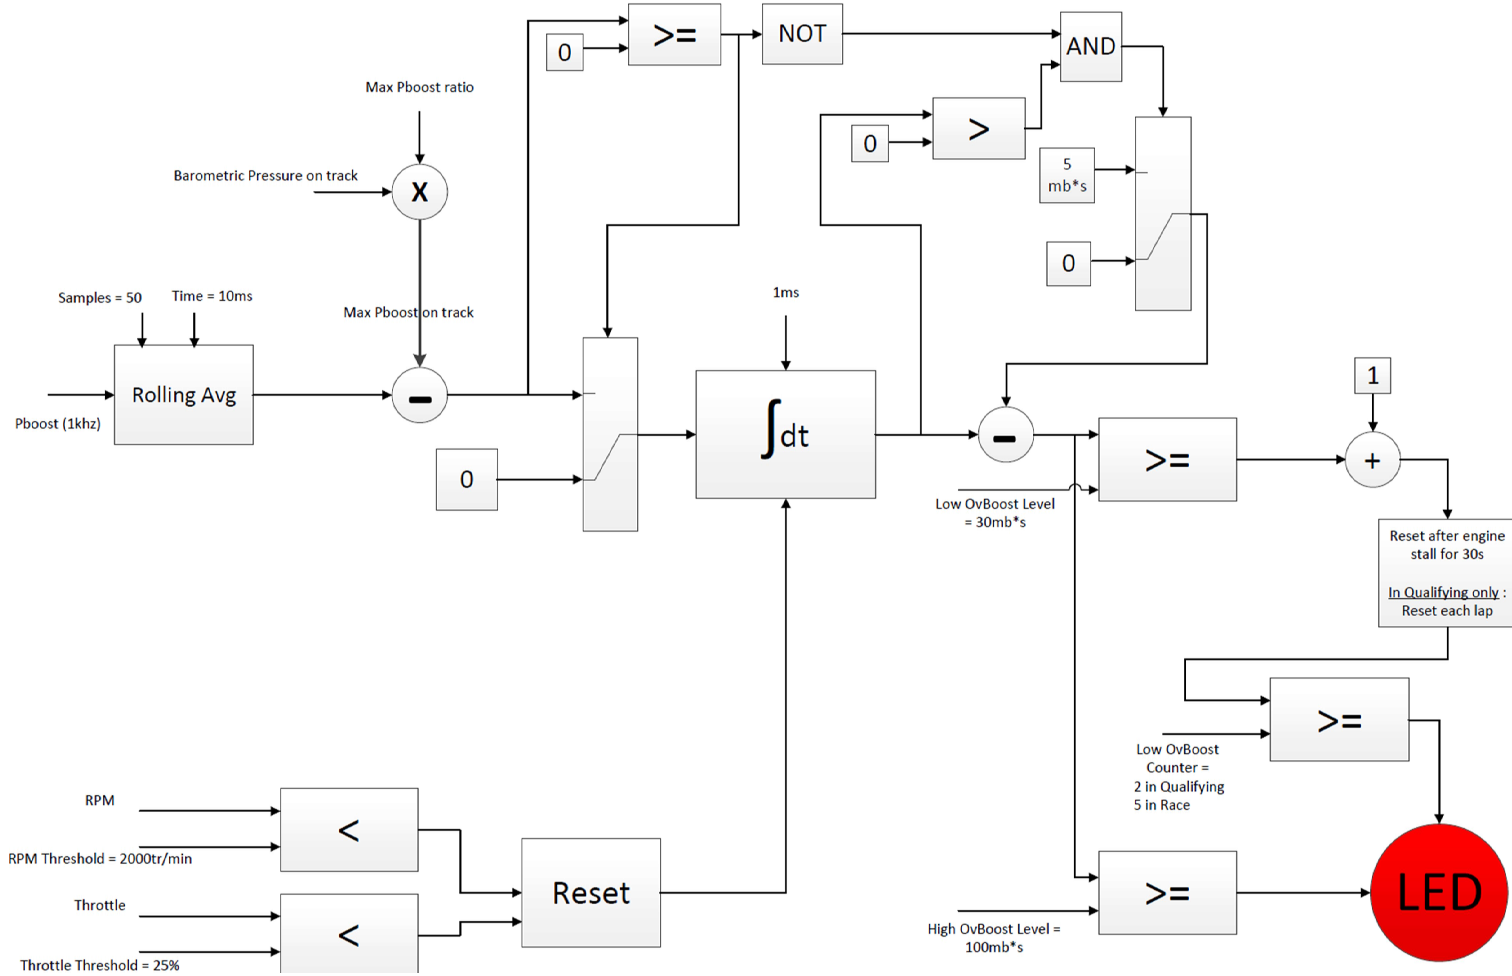 0
>=
NOT
AND
Max Pboost ratio
0
>
Barometric Pressure on track
X
5
mb*s
0
Samples = 50
Time = 10ms
1ms
Max Pboost on track
Rolling Avg
-
Pboost (1khz)
0
∫dt
-
1
>=
+
Low OvBoost Level
= 30mb*s
Reset after engine
stall for 30s
In Qualifying only :
Reset each lap
>=
Low OvBoost
Counter =
2 in Qualifying
5 in Race
RPM
<
RPM Threshold = 2000tr/min
Reset
Throttle
<
Throttle Threshold = 25%
>=
LED
High OvBoost Level =
100mb*s